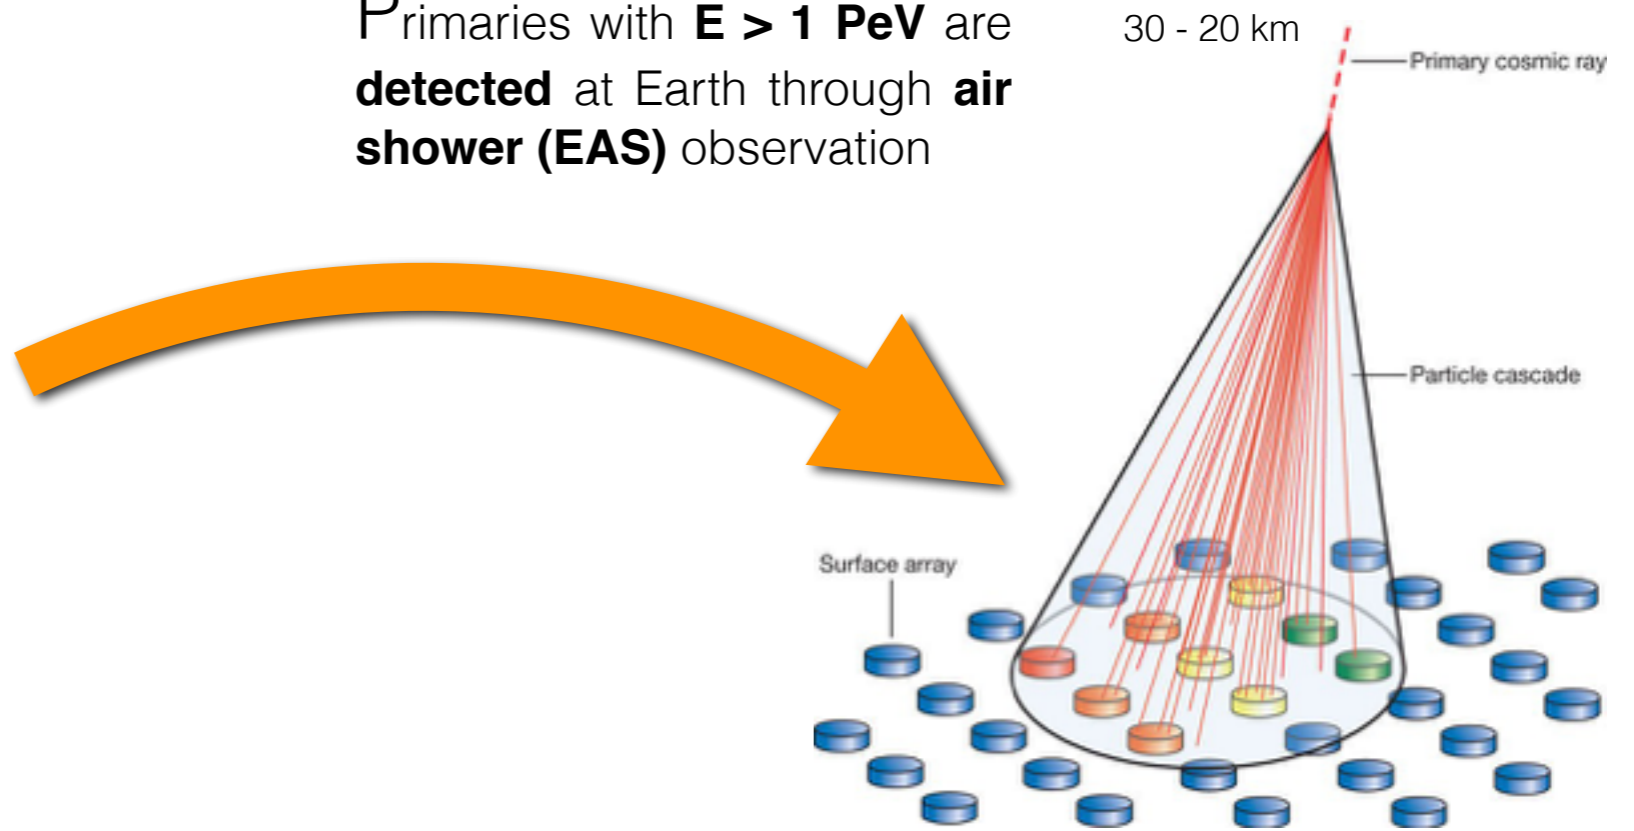 Primaries with E > 1 PeV are
detected at Earth through air
shower (EAS) observation
30 - 20 km
Primary cosmic ray
Particle cascade
Surface array